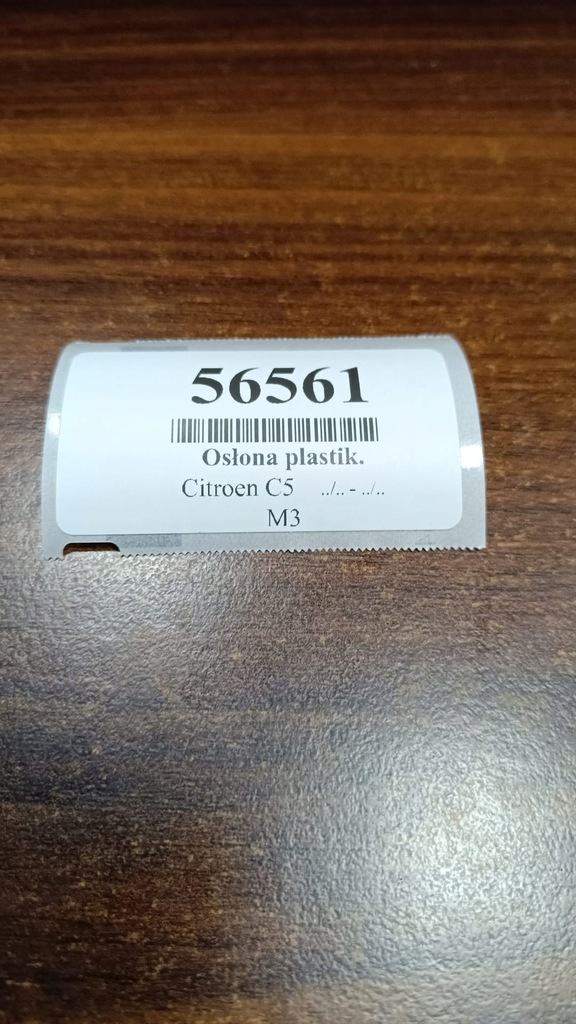 56561
Osłona plastik.
Citroen C5 ../.. - ../..
M3